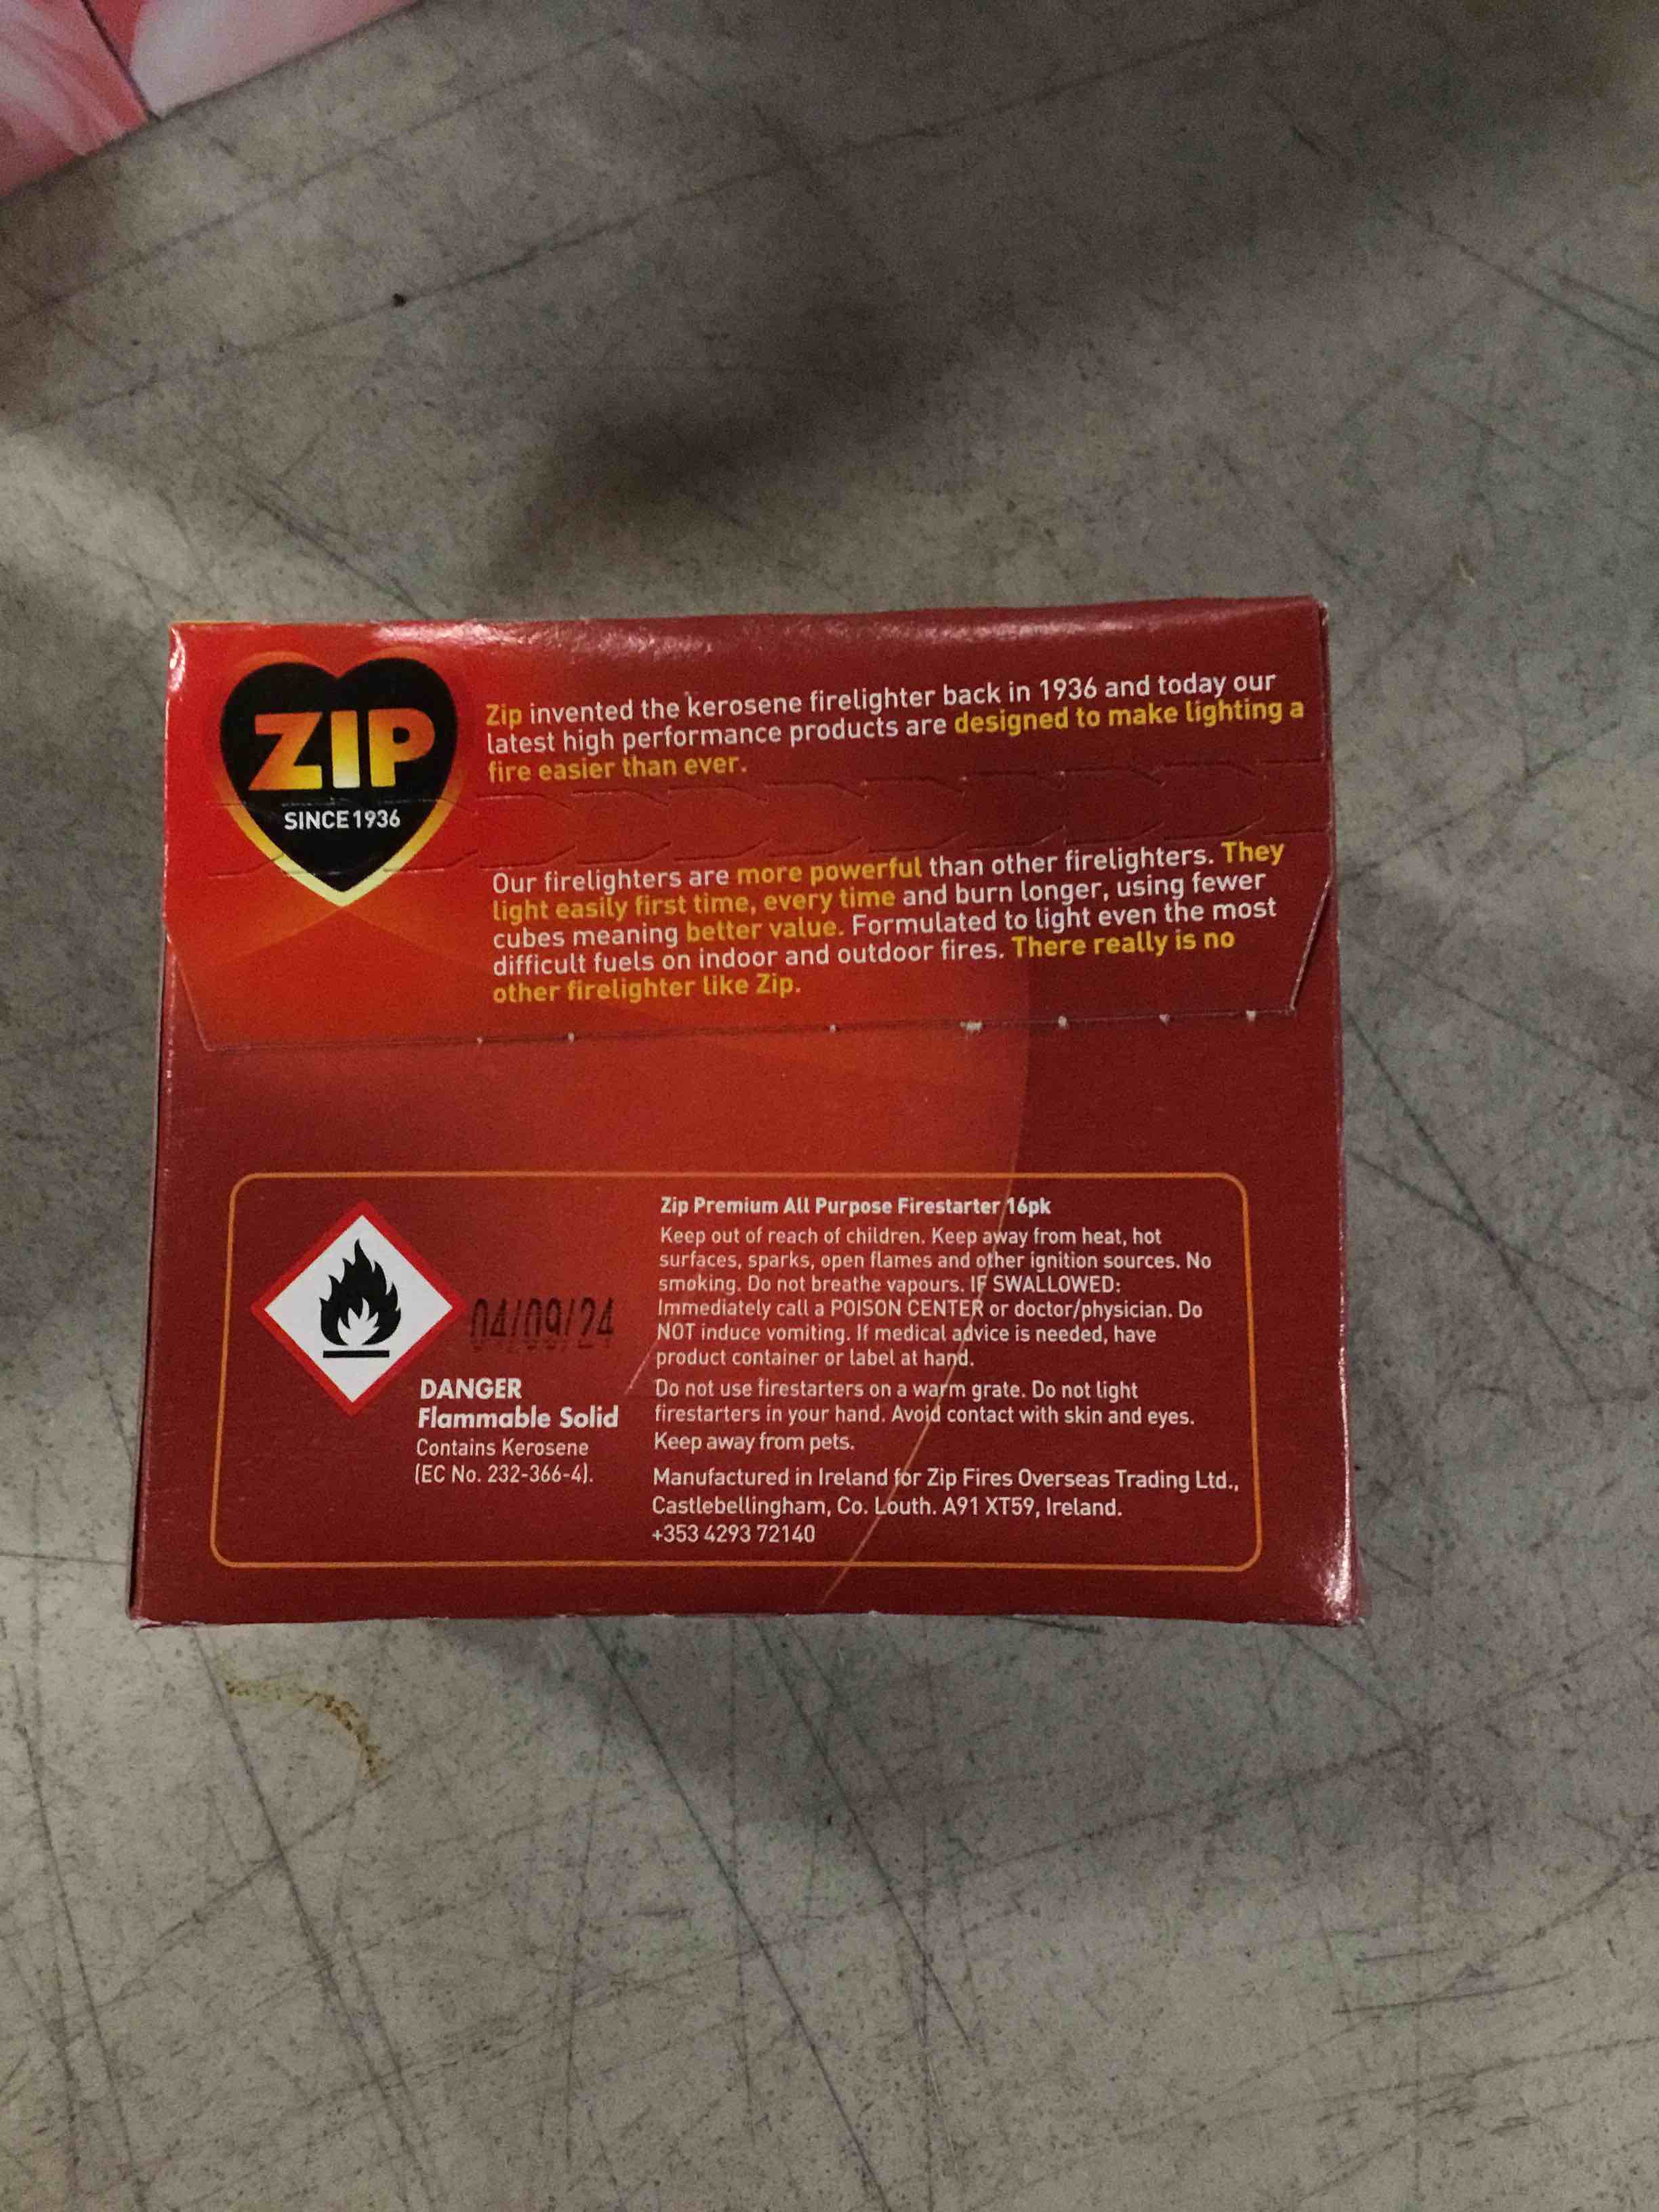 ZIP
SINCE 1936
Zip invented the kerosene firelighter back in 1936 and today our
latest high performance products are designed to make lighting a
fire easier than ever.
Our firelighters are more powerful than other firelighters. They
light easily first time, every time and burn longer, using fewer
cubes meaning better value. Formulated to light even the most
difficult fuels on indoor and outdoor fires. There really is no
other firelighter like Zip.
04/09/24
DANGER
Flammable Solid
Contains Kerosene
(EC No. 232-366-4).
Zip Premium All Purpose Firestarter 16pk
Keep out of reach of children. Keep away from heat, hot
surfaces, sparks, open flames and other ignition sources. No
smoking. Do not breathe vapours. IF SWALLOWED:
Immediately call a POISON CENTER or doctor/physician. Do
NOT induce vomiting. If medical advice is needed, have
product container or label at hand.
Do not use firestarters on a warm grate. Do not light
firestarters in your hand. Avoid contact with skin and eyes.
Keep away from pets.
Manufactured in Ireland for Zip Fires Overseas Trading Ltd.,
Castlebellingham, Co. Louth. A91 XT59, Ireland.
+353 4293 72140